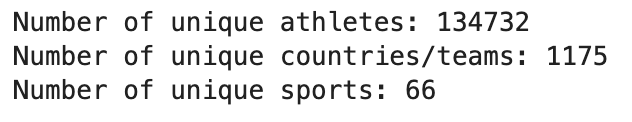 Number of unique athletes: 134732
Number of unique countries/teams: 1175
Number of unique sports: 66